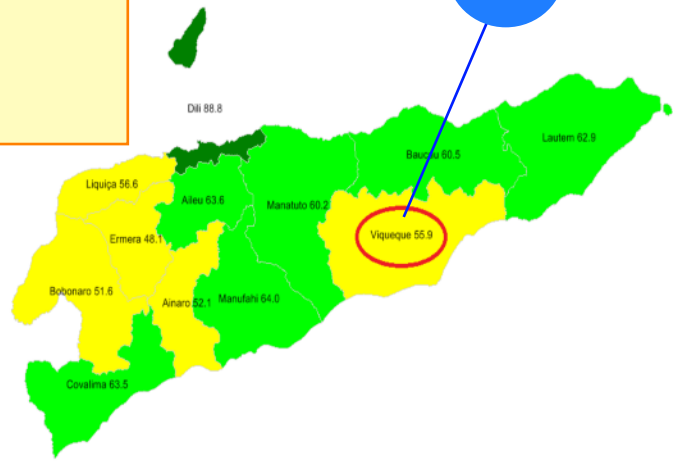 Dili 88.8
Lautem 62.9
Baucau 60.5
Liquiça 56.6
Aileu 63.6
Manatuto 60.2
Ermera 48.1
Viqueque 55.9
Bobonaro 51.6
Ainaro 52.1
Manufahi 64.0
Covalima 63.5